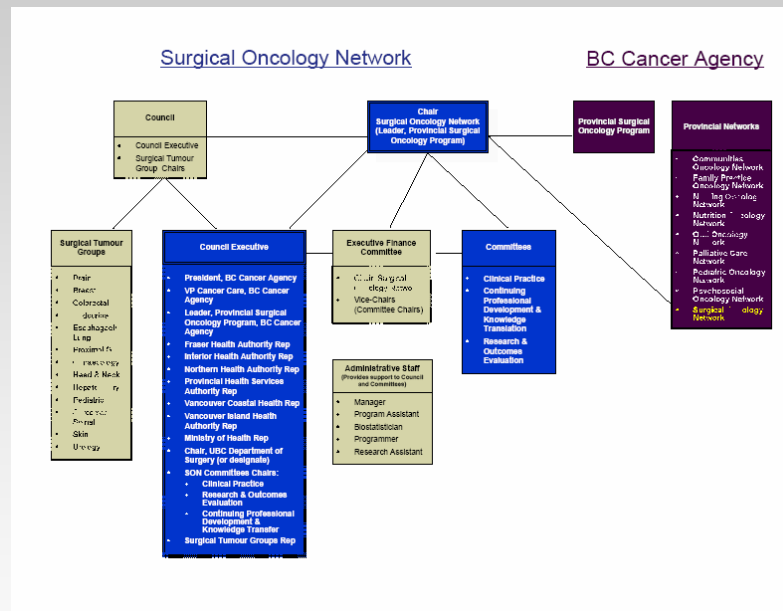 Surgical Oncology Network
BC Cancer Agency
Council
Council Executive
Surgical Tumour
Group Chairs
Chair
Surgical Oncology Network
(Leader, Provincial Surgical
Oncology Program)
Provincial Surgical
Oncology Program
Provincial Networks
Communities
Oncology Network
Family Practice
Oncology Network
Network
Nutrition
Network
Palliative Care
Network
Pediatric Oncology
Network
Psychosocial
Oncology Network
Surgical
Network
Surgical Tumour
Groups
Breast
Colorectal
Lung
Head & Neck
Pediatric
Skin
Urology
Council Executive
President, BC Cancer Agency
VP Cancer Care, BC Cancer
Agency
Leader, Provincial Surgical
Oncology Program, BC Cancer
Agency
Fraser Health Authority Rep
Interior Health Authority Rep
Northern Health Authority Rep
Provincial Health Services
Authority Rep
Vancouver Coastal Health Rep
Vancouver Island Health
Authority Rep
Ministry of Health Rep
Chair, UBC Department of
Surgery (or designate)
SON Committees Chairs:
Clinical Practice
Research & Outcomes
Evaluation
Continuing Professional
Development &
Knowledge Transfer
Surgical Tumour Groups Rep
Executive Finance
Committee
Chair, Surgical
Vice-Chairs
(Committee Chairs)
Administrative Staff
(Provides support to Council
and Committees)
Manager
Program Assistant
Biostatistician
Programmer
Research Assistant
Committees
Clinical Practice
Continuing
Professional
Development &
Knowledge
Translation
Research &
Outcomes
Evaluation